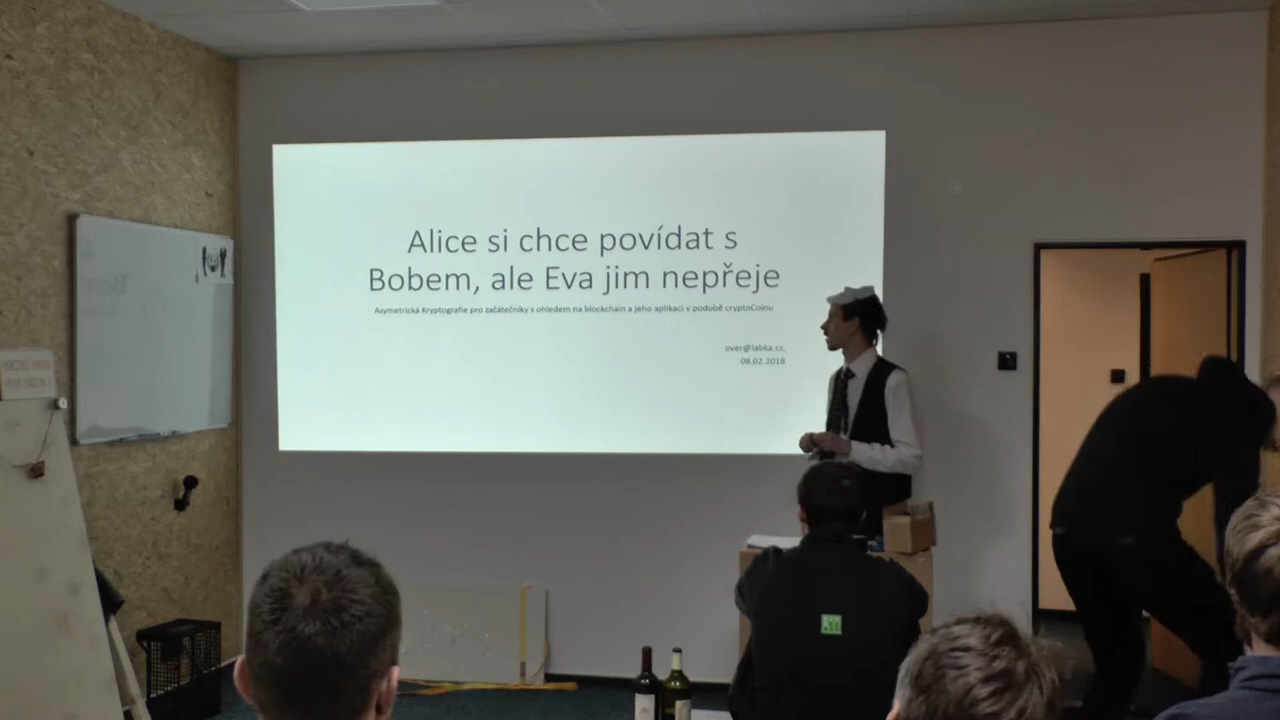 Alice si chce povídat s
Bobem, ale Eva jim nepřeje
Asymetrická Kryptografie pro začátečníky s ohledem na blockchain a jeho aplikaci v podobě cryptoCoinu
over@labka.cz,
08.02.2018